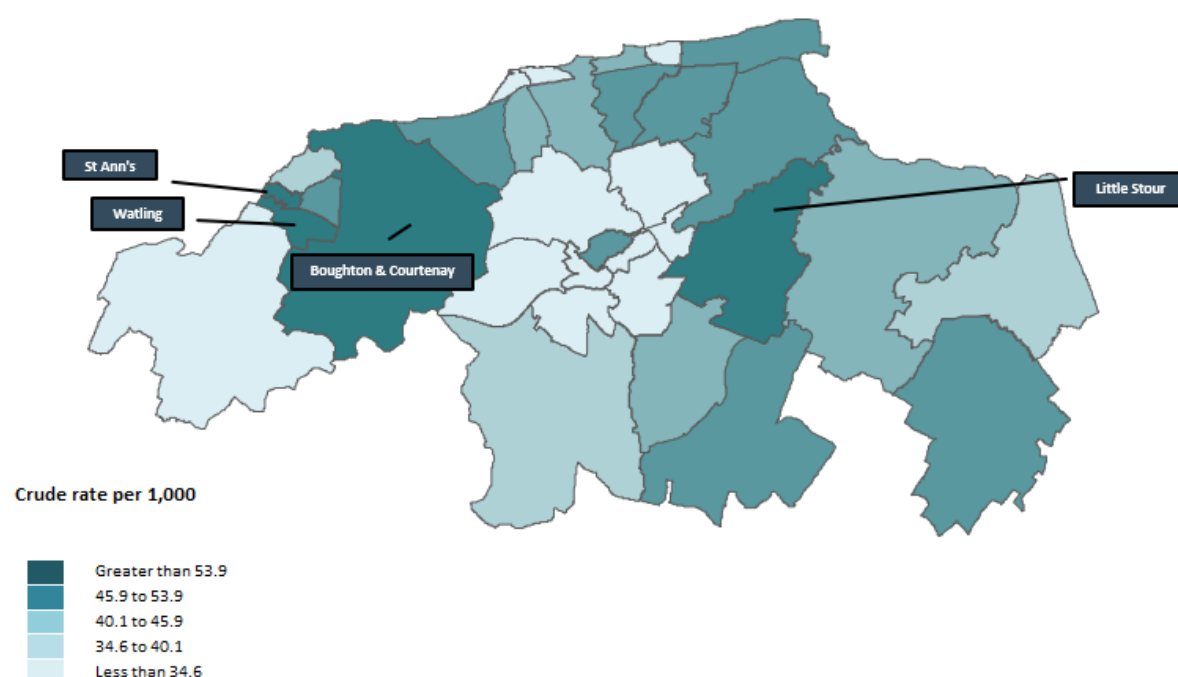 St Ann's
Little Stour
Watling
Boughton & Courtenay
Crude rate per 1,000
Greater than 53.9
45.9 to 53.9
40.1 to 45.9
34.6 to 40.1
Less than 34.6